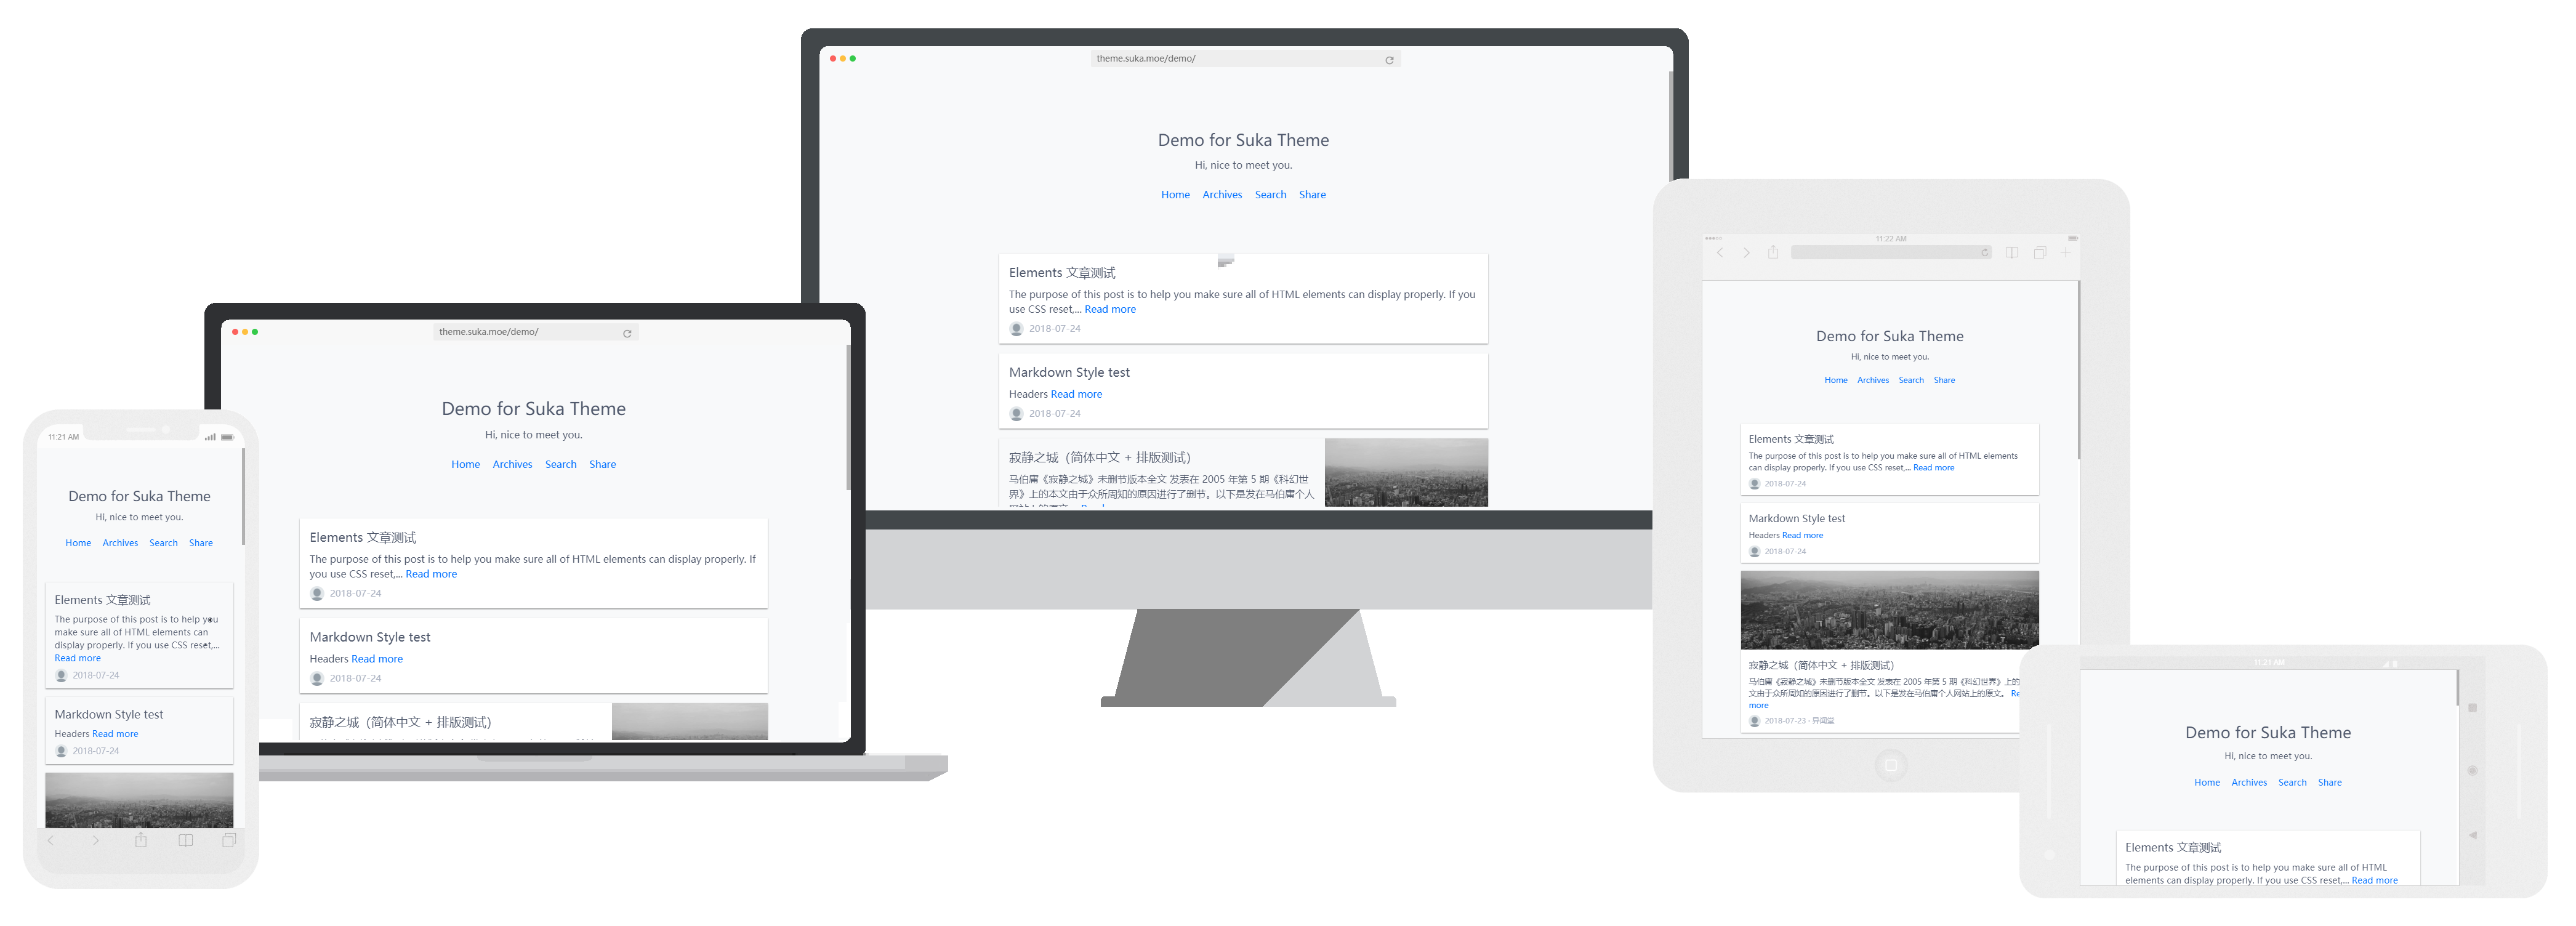 theme.suka.moe/demo/
Demo for Suka Theme
Hi, nice to meet you.
Home Archives Search Share
Elements 文章测试
The purpose of this post is to help you make sure all of HTML elements can display properly. If you
use CSS reset,... Read more
2018-07-24
Markdown Style test
Headers Read more
2018-07-24
寂静之城（简体中文 + 排版测试）
马伯庸《寂静之城》未删节版本全文 发表在 2005 年第 5 期《科幻世
界》上的本文由于众所周知的原因进行了删节。以下是发在马伯庸个人
theme.suka.moe/demo/
Demo for Suka Theme
Hi, nice to meet you.
Home Archives Search Share
Elements 文章测试
The purpose of this post is to help you make sure all of HTML elements can display properly. If
you use CSS reset,... Read more
2018-07-24
Markdown Style test
Headers Read more
2018-07-24
寂静之城（简体中文 + 排版测试）
11:21 AM
Demo for Suka Theme
Hi, nice to meet you.
Home Archives Search Share
Elements 文章测试
The purpose of this post is to help you
make sure all of HTML elements can
display properly. If you use CSS reset,...
Read more
2018-07-24
Markdown Style test
Headers Read more
2018-07-24
11:22 AM
Demo for Suka Theme
Hi, nice to meet you.
Home Archives Search Share
Elements 文章测试
The purpose of this post is to help you make sure all of HTML elements
can display properly. If you use CSS reset,... Read more
2018-07-24
Markdown Style test
Headers Read more
2018-07-24
寂静之城（简体中文 + 排版测试）
马伯庸《寂静之城》未删节版本全文 发表在 2005 年第 5 期《科幻世界》上的
文由于众所周知的原因进行了删节。以下是发在马伯庸个人网站上的原文。 Re
more
2018-07-23 · 异闻堂
11:21 AM
Demo for Suka Theme
Hi, nice to meet you.
Home Archives Search Share
Elements 文章测试
The purpose of this post is to help you make sure all of HTML
elements can display properly. If you use CSS reset,... Read more